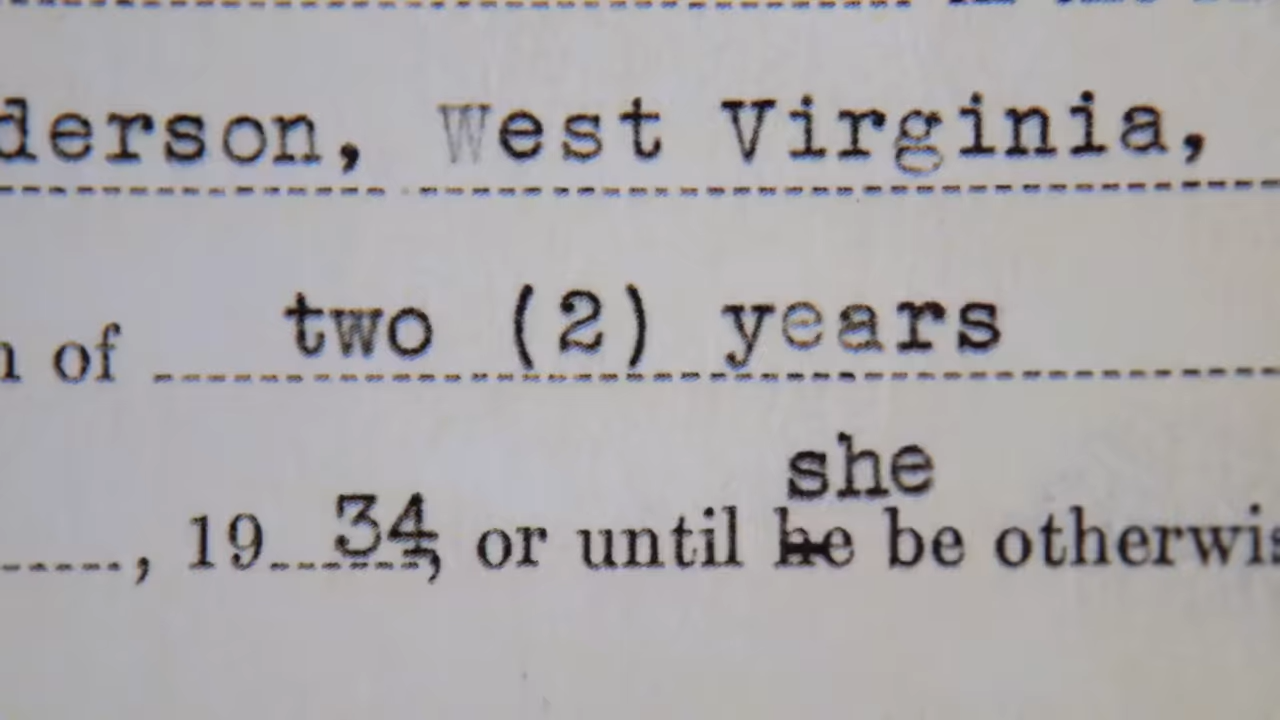 derson, West Virginia,
of two (2) years
she
, 19 34, or until he be otherwis